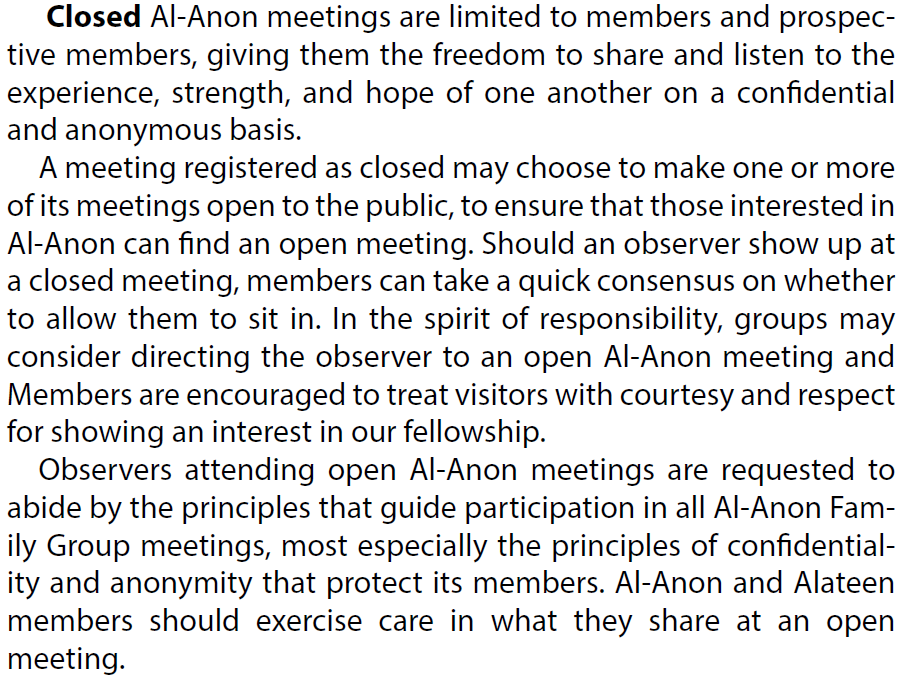 Closed Al-Anon meetings are limited to members and prospec-
tive members, giving them the freedom to share and listen to the
experience, strength, and hope of one another on a confidential
and anonymous basis.
A meeting registered as closed may choose to make one or more
of its meetings open to the public, to ensure that those interested in
Al-Anon can find an open meeting. Should an observer show up at
a closed meeting, members can take a quick consensus on whether
to allow them to sit in. In the spirit of responsibility, groups may
consider directing the observer to an open Al-Anon meeting and
Members are encouraged to treat visitors with courtesy and respect
for showing an interest in our fellowship.
Observers attending open Al-Anon meetings are requested to
abide by the principles that guide participation in all Al-Anon Fam-
ily Group meetings, most especially the principles of confidential-
ity and anonymity that protect its members. Al-Anon and Alateen
members should exercise care in what they share at an open
meeting.